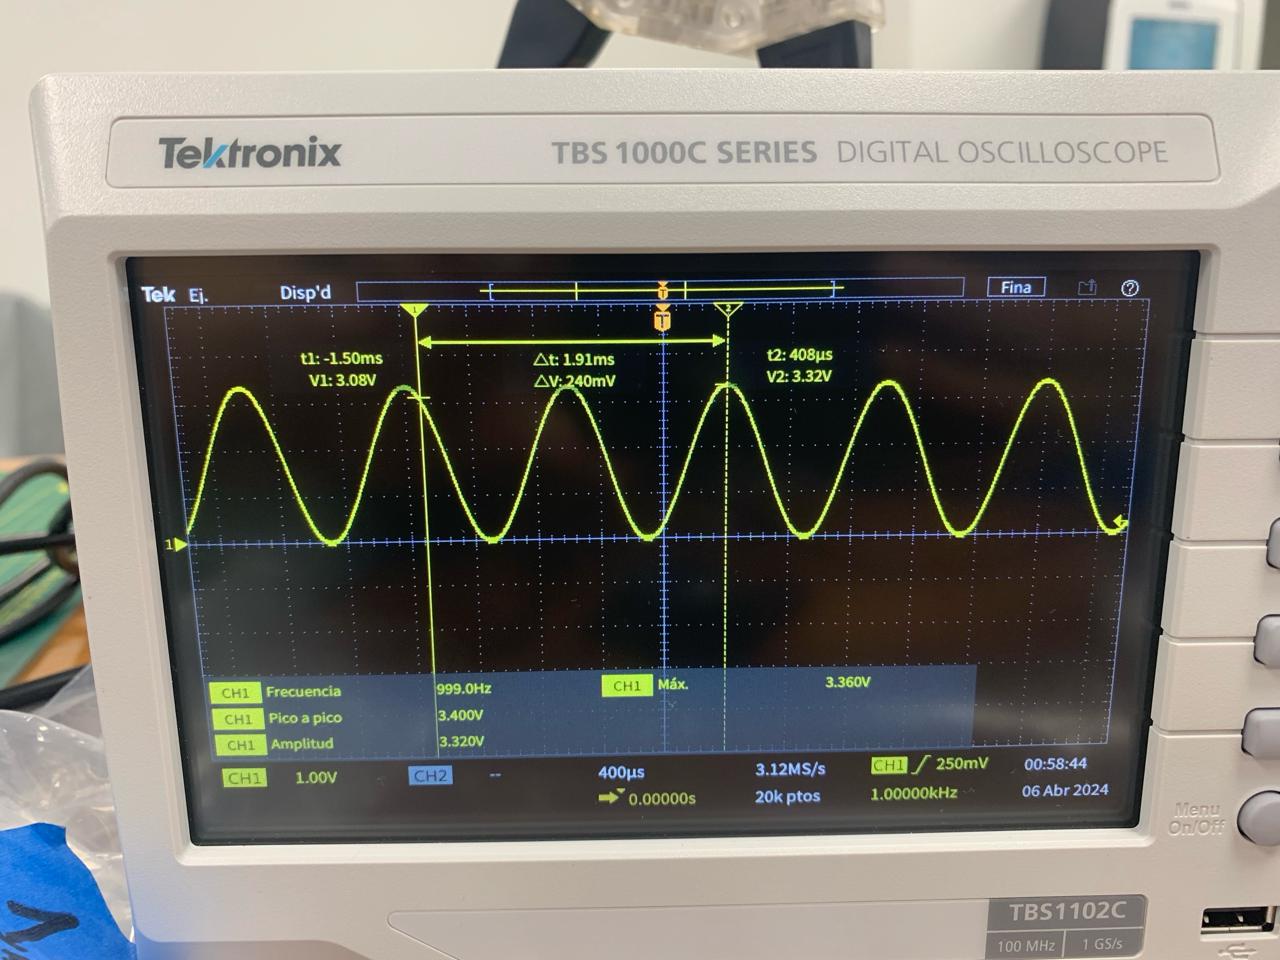 Tektronix TBS 1000C SERIES DIGITAL OSCILLOSCOPE
Tek Ej. Disp'd T Fina ?
1 T 2
t1: -1.50ms Δt: 1.91ms t2: 408µs
V1: 3.08V ΔV: 240mV V2: 3.32V
1
CH1 Frecuencia 999.0Hz CH1 Máx. 3.360V
CH1 Pico a pico 3.400V
CH1 Amplitud 3.320V
CH1 1.00V CH2 -- 400µs 3.12MS/s CH1 250mV 00:58:44
0.00000s 20k ptos 1.00000kHz 06 Abr 2024
Menu
On/Off
TBS1102C
100 MHz 1 GS/s